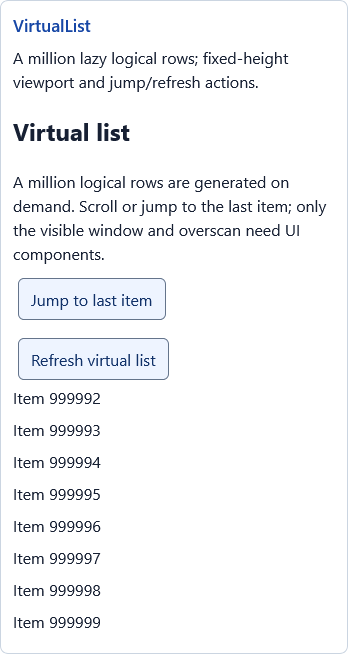 VirtualList
A million lazy logical rows; fixed-height
viewport and jump/refresh actions.
Virtual list
A million logical rows are generated on
demand. Scroll or jump to the last item; only
the visible window and overscan need UI
components.
Jump to last item
Refresh virtual list
Item 999992
Item 999993
Item 999994
Item 999995
Item 999996
Item 999997
Item 999998
Item 999999